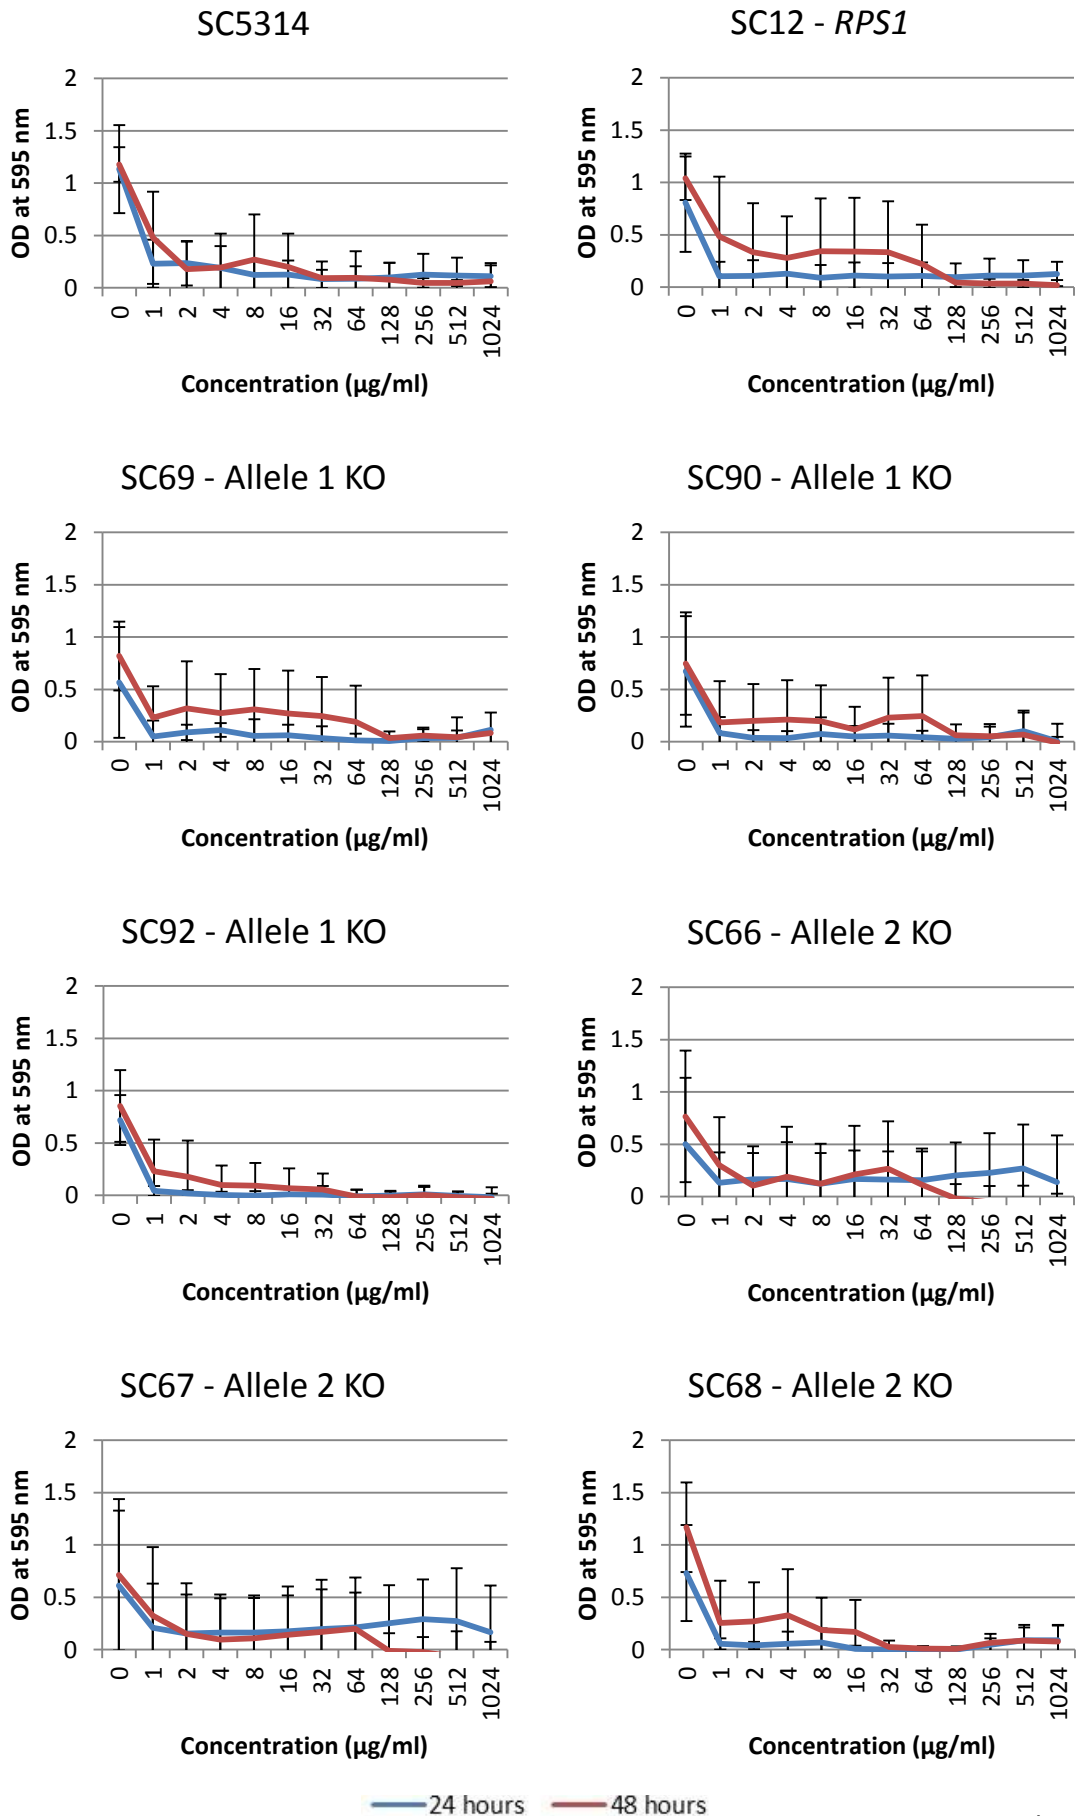 SC5314
OD at 595 nm
2
1.5
1
0.5
0
0 1 2 4 8 16 32 64 128 256 512 1024
Concentration (µg/ml)
SC12 - RPS1
OD at 595 nm
2
1.5
1
0.5
0
0 1 2 4 8 16 32 64 128 256 512 1024
Concentration (µg/ml)
SC69 - Allele 1 KO
OD at 595 nm
2
1.5
1
0.5
0
0 1 2 4 8 16 32 64 128 256 512 1024
Concentration (µg/ml)
SC90 - Allele 1 KO
OD at 595 nm
2
1.5
1
0.5
0
0 1 2 4 8 16 32 64 128 256 512 1024
Concentration (µg/ml)
SC92 - Allele 1 KO
OD at 595 nm
2
1.5
1
0.5
0
0 1 2 4 8 16 32 64 128 256 512 1024
Concentration (µg/ml)
SC66 - Allele 2 KO
OD at 595 nm
2
1.5
1
0.5
0
0 1 2 4 8 16 32 64 128 256 512 1024
Concentration (µg/ml)
SC67 - Allele 2 KO
OD at 595 nm
2
1.5
1
0.5
0
0 1 2 4 8 16 32 64 128 256 512 1024
Concentration (µg/ml)
SC68 - Allele 2 KO
OD at 595 nm
2
1.5
1
0.5
0
0 1 2 4 8 16 32 64 128 256 512 1024
Concentration (µg/ml)
24 hours 48 hours